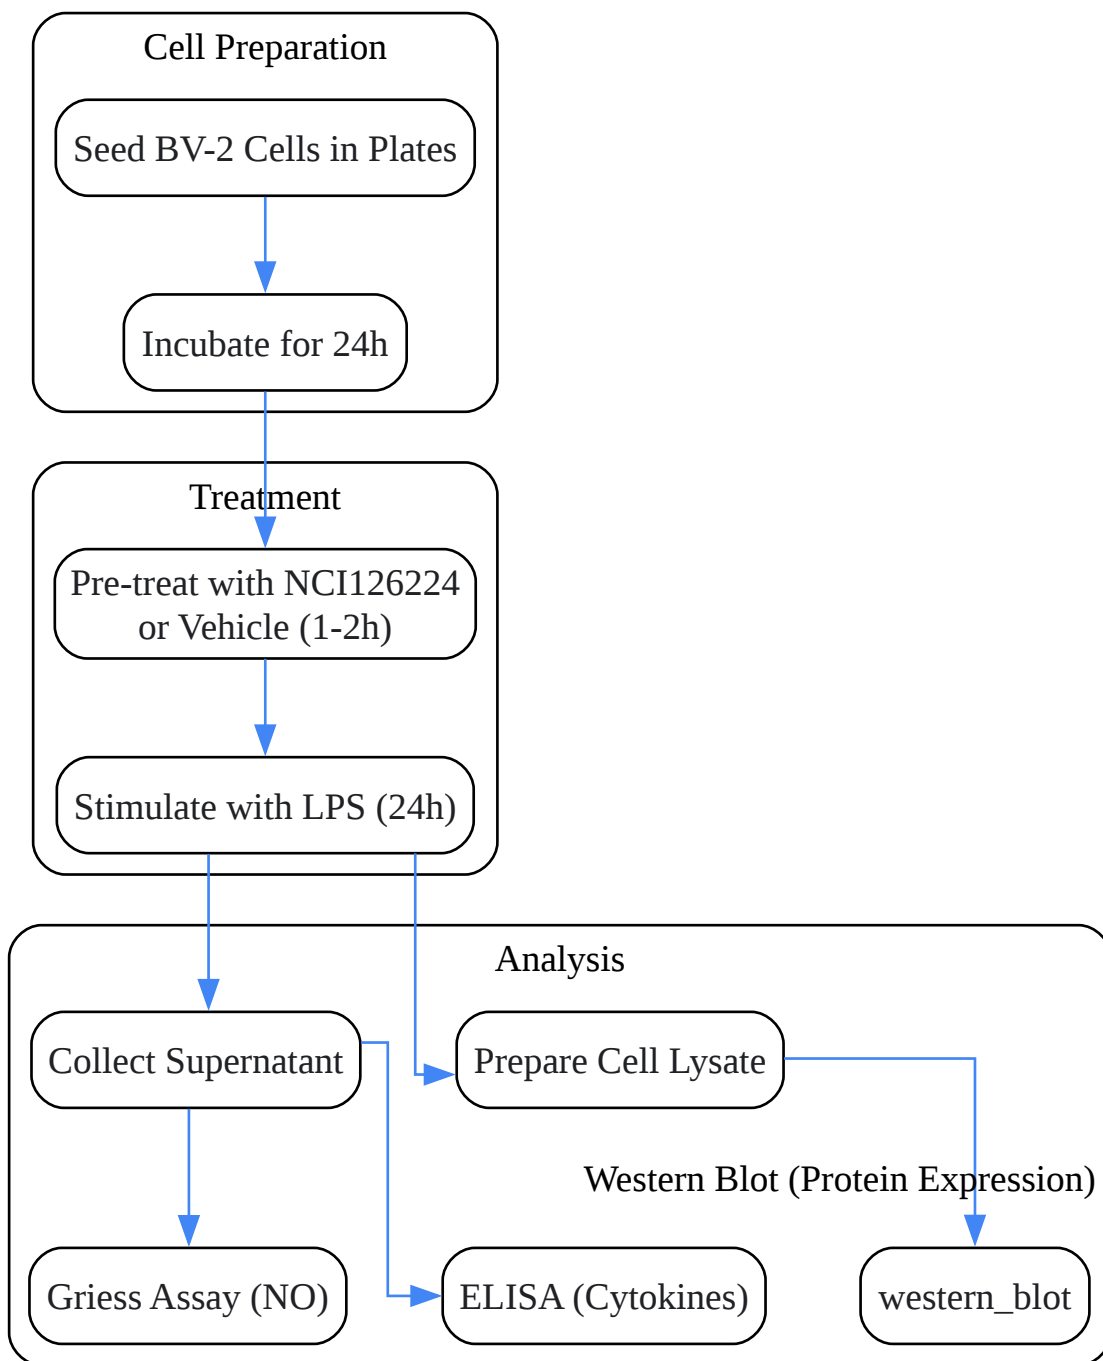 Cell Preparation
Seed BV-2 Cells in Plates
Incubate for 24h
Treatment
Pre-treat with NCI126224
or Vehicle (1-2h)
Stimulate with LPS (24h)
Analysis
Collect Supernatant
Prepare Cell Lysate
Western Blot (Protein Expression)
Griess Assay (NO)
ELISA (Cytokines)
western_blot